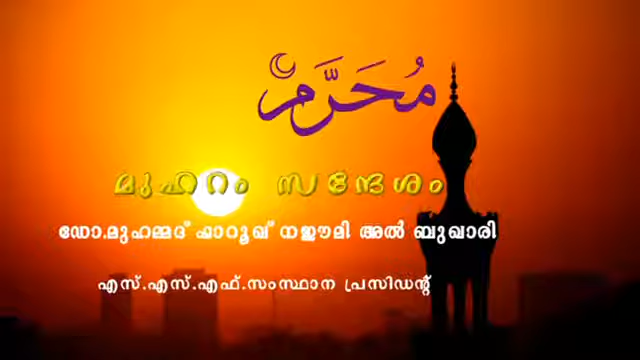 مُحَرَّم
മുഹറം സന്ദേശം
ഡോ.മുഹമ്മദ് ഫാറൂഖ് നഈമി അൽ ബുഖാരി
എസ്.എസ്.എഫ്.സംസ്ഥാന പ്രസിഡന്റ്